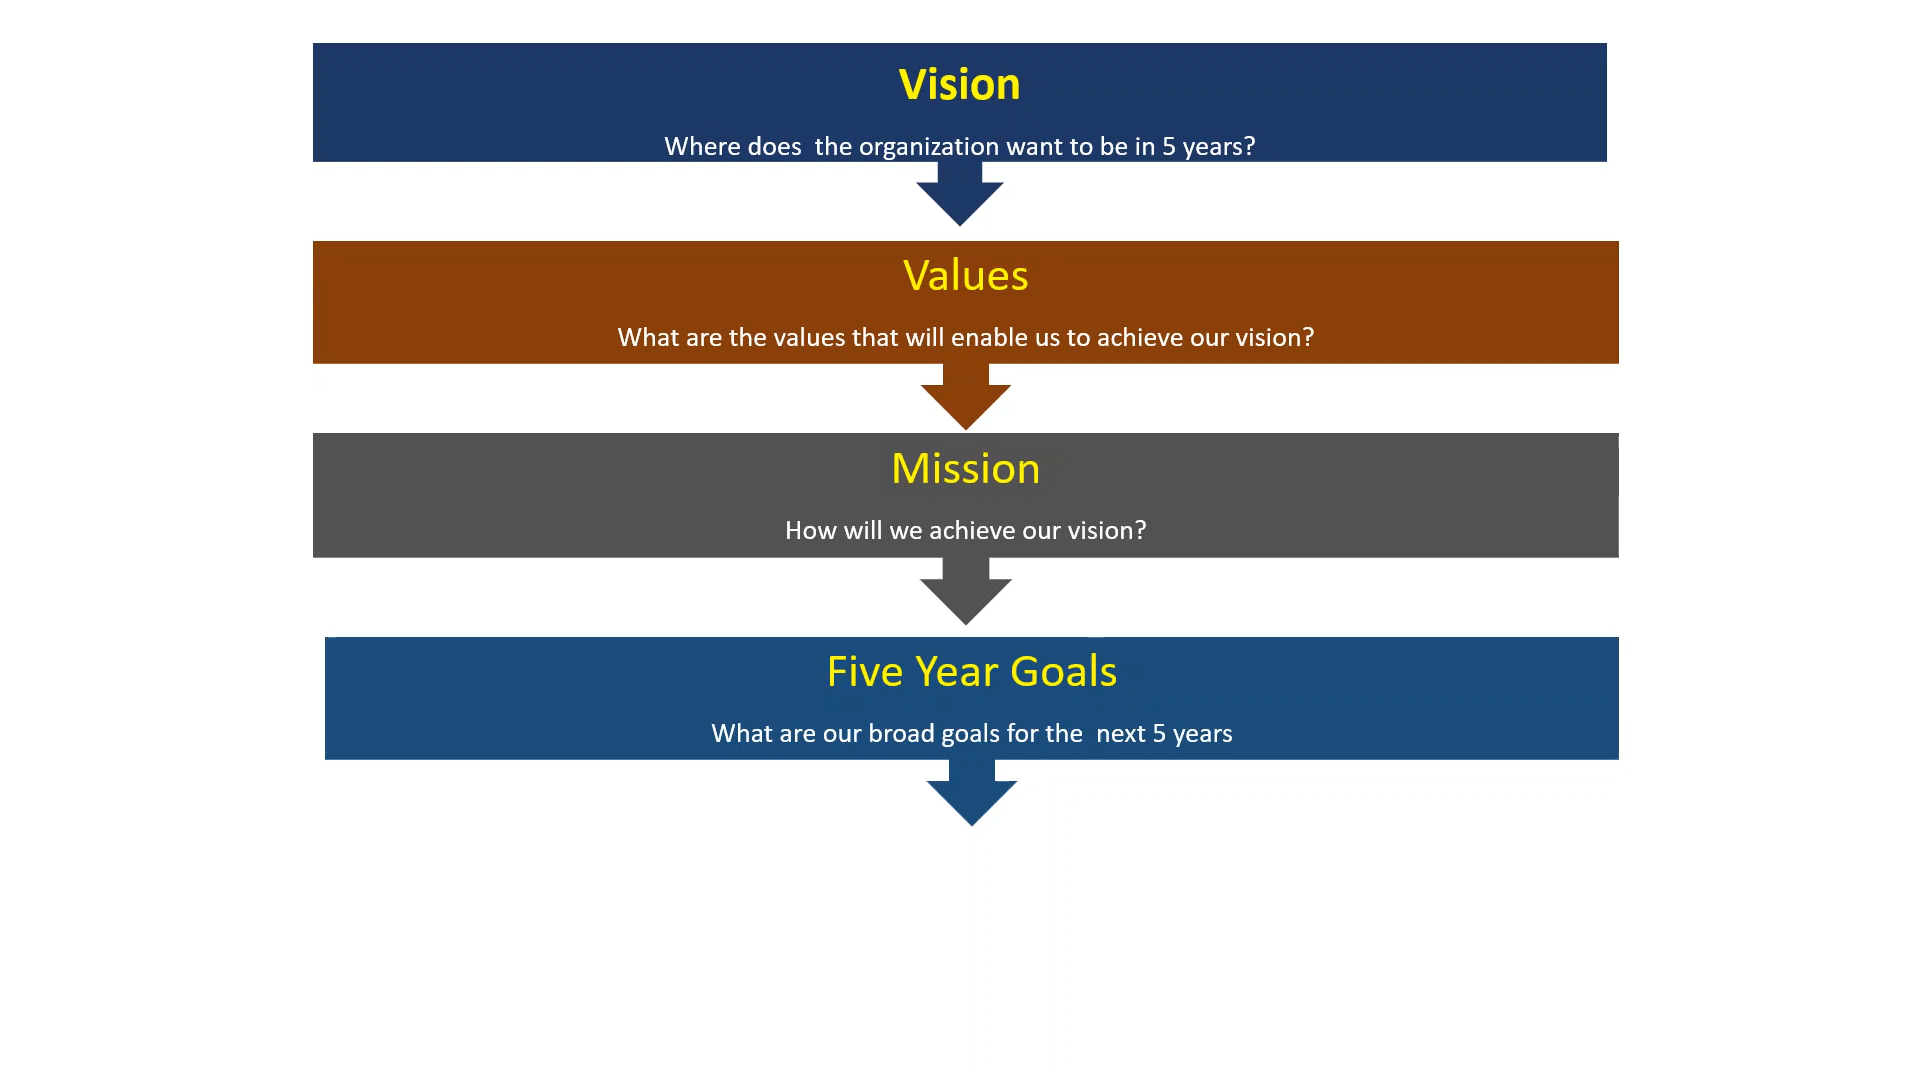 Vision
Where does  the organization want to be in 5 years?
Values
What are the values that will enable us to achieve our vision?
Mission
How will we achieve our vision?
Five Year Goals
What are our broad goals for the  next 5 years